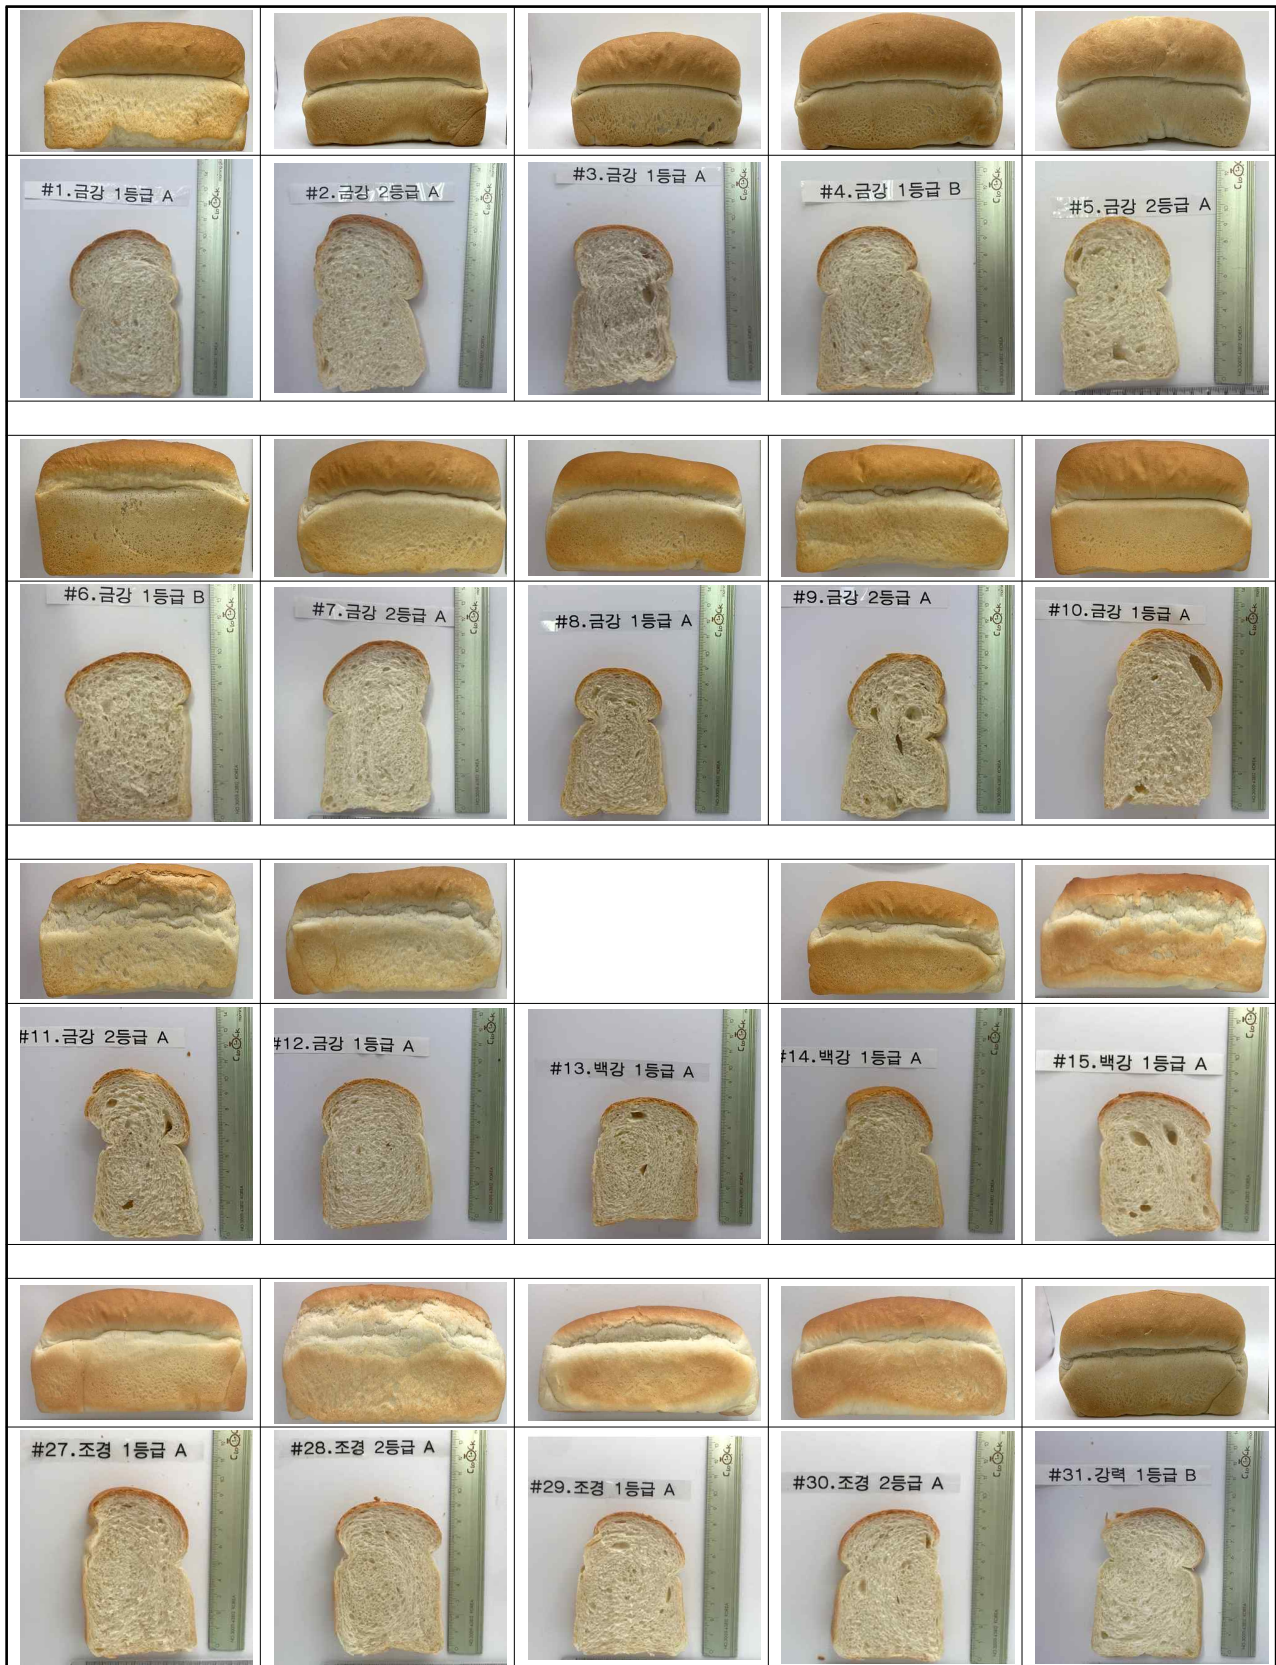 #1.금강 1등급 A
#2.금강 2등급 A
#3.금강 1등급 A
#4.금강 1등급 B
#5.금강 2등급 A
#6.금강 1등급 B
#7.금강 2등급 A
#8.금강 1등급 A
#9.금강 2등급 A
#10.금강 1등급 A
#11.금강 2등급 A
#12.금강 1등급 A
#13.백강 1등급 A
#14.백강 1등급 A
#15.백강 1등급 A
#27.조경 1등급 A
#28.조경 2등급 A
#29.조경 1등급 A
#30.조경 2등급 A
#31.강력 1등급 B